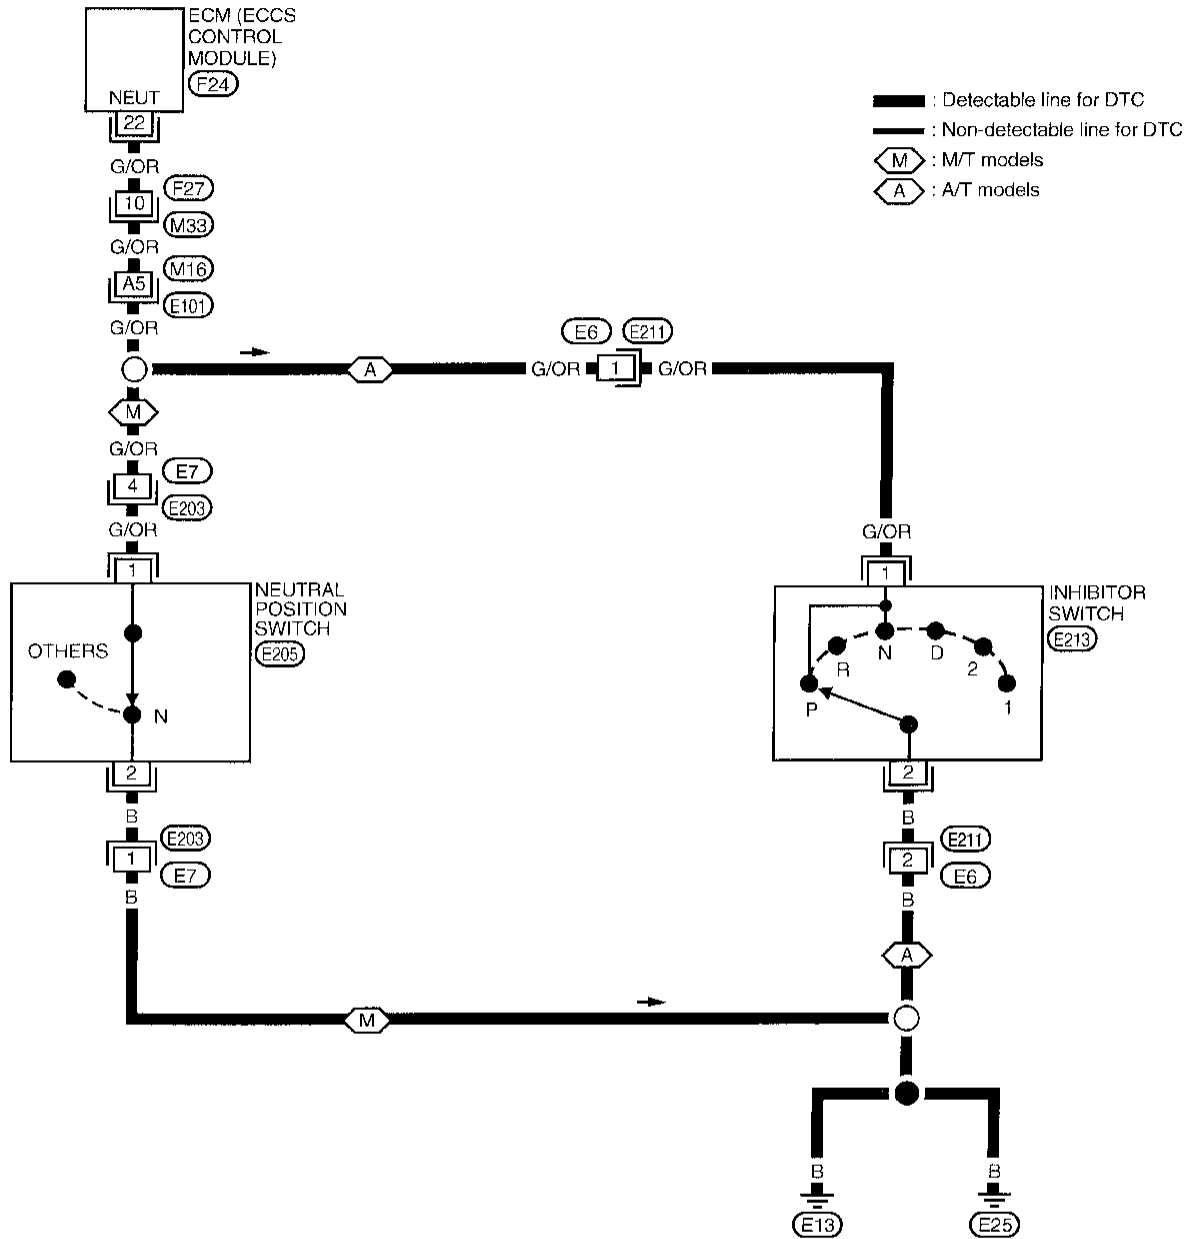 ECM (ECCS
CONTROL
MODULE)
F24
NEUT
22
G/OR
F27
10
M33
G/OR
M16
A5
E101
G/OR
: Detectable line for DTC
: Non-detectable line for DTC
M : M/T models
A : A/T models
E6 E211
A G/OR 1 G/OR
M
G/OR
E7
4
E203
G/OR
1
NEUTRAL
POSITION
SWITCH
E205
OTHERS
N
2
B
E203
1
E7
B
G/OR
1
INHIBITOR
SWITCH
E213
R N D 2
P 1
2
B
E211
2
E6
B
A
M
B B
E13 E25